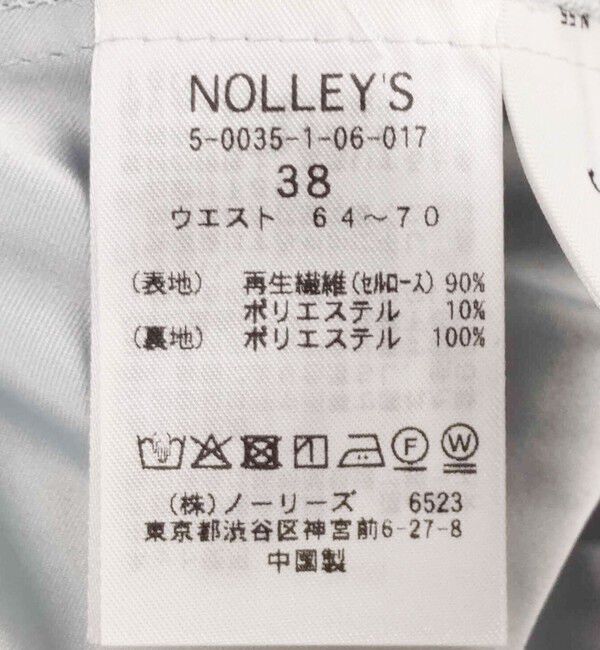 NOLLEY'S
5-0035-1-06-017
38
ウエスト 64～70
(表地) 再生繊維(セルロース) 90%
ポリエステル 10%
(裏地) ポリエステル 100%
F W
(株)ノーリーズ 6523
東京都渋谷区神宮前6-27-8
中国製